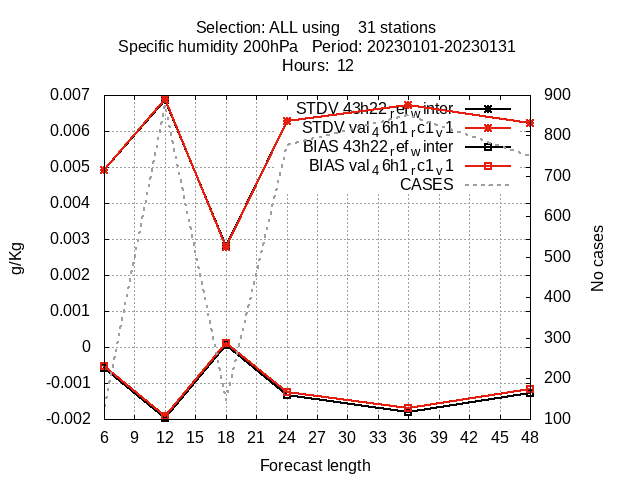 Selection: ALL using 31 stations
Specific humidity 200hPa Period: 20230101-20230131
Hours: 12
0.007
0.006
0.005
0.004
0.003
0.002
0.001
0
-0.001
-0.002
g/Kg
STDV 43h22_ref_winter
STDV val_46h1_rc1_v1
BIAS 43h22_ref_winter
BIAS val_46h1_rc1_v1
CASES
900
800
700
600
500
400
300
200
100
No cases
6 9 12 15 18 21 24 27 30 33 36 39 42 45 48
Forecast length